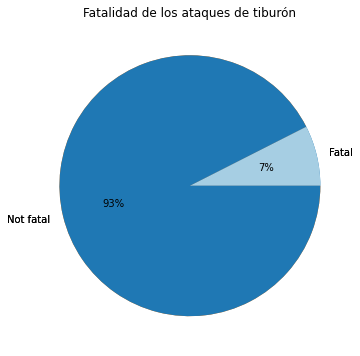 Fatalidad de los ataques de tiburón
Fatal
7%
93%
Not fatal